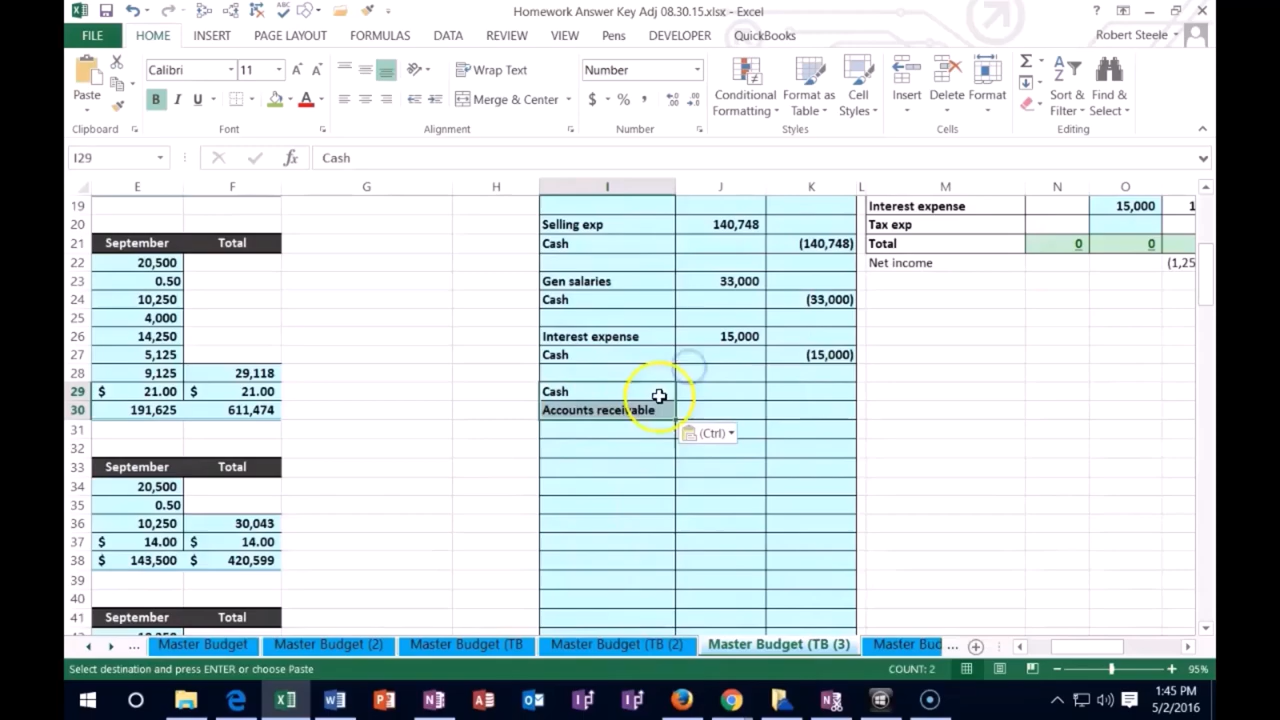 Homework Answer Key Adj 08.30.15.xlsx - Excel
FILE HOME INSERT PAGE LAYOUT FORMULAS DATA REVIEW VIEW Pens DEVELOPER QuickBooks Robert Steele
Calibri 11 Wrap Text Number
Paste B I U Merge & Center $ % , Conditional Formatting Format as Table Cell Styles Insert Delete Format Sort & Filter Find & Select
Clipboard Font Alignment Number Styles Cells Editing
I29 fx Cash
E F G H I J K L M N O
19 Interest expense 15,000 1
20 Selling exp 140,748 Tax exp
21 September Total Cash (140,748) Total 0 0
22 20,500 Net income (1,25
23 0.50 Gen salaries 33,000
24 10,250 Cash (33,000)
25 4,000
26 14,250 Interest expense 15,000
27 5,125 Cash (15,000)
28 9,125 29,118
29 $ 21.00 $ 21.00 Cash
30 191,625 611,474 Accounts receivable
31 (Ctrl)
32
33 September Total
34 20,500
35 0.50
36 10,250 30,043
37 $ 14.00 $ 14.00
38 $ 143,500 $ 420,599
39
40
41 September Total
... Master Budget Master Budget (2) Master Budget (TB Master Budget (TB (2) Master Budget (TB (3) Master Bud ...
Select destination and press ENTER or choose Paste COUNT: 2 95%
1:45 PM
5/2/2016